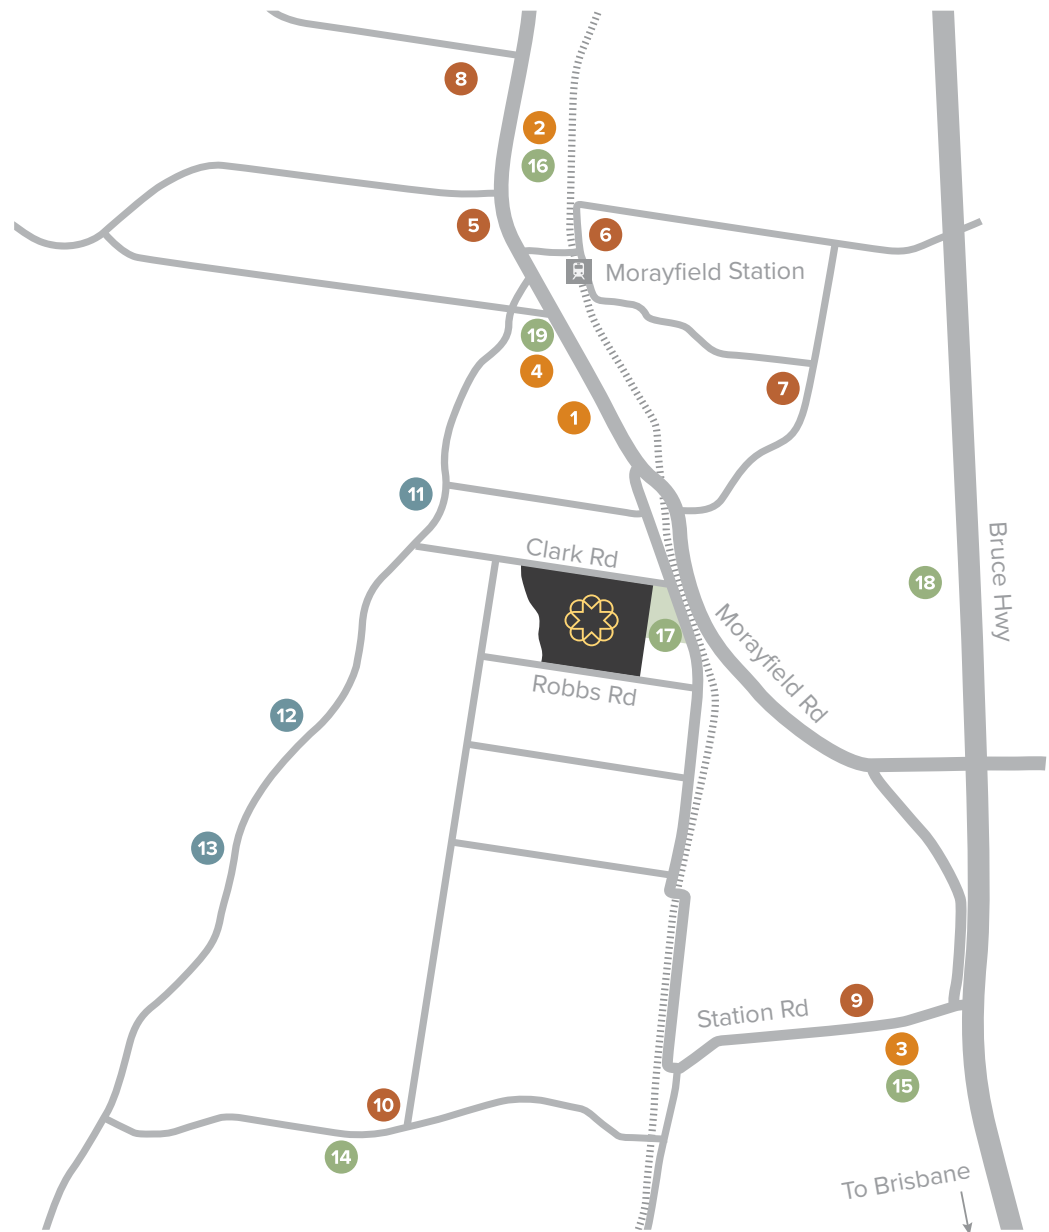 8
2
16
5
6
Morayfield Station
19
4
7
1
11
Clark Rd
Bruce Hwy
18
17
Morayfield Rd
Robbs Rd
12
13
9
Station Rd
3
15
10
14
To Brisbane